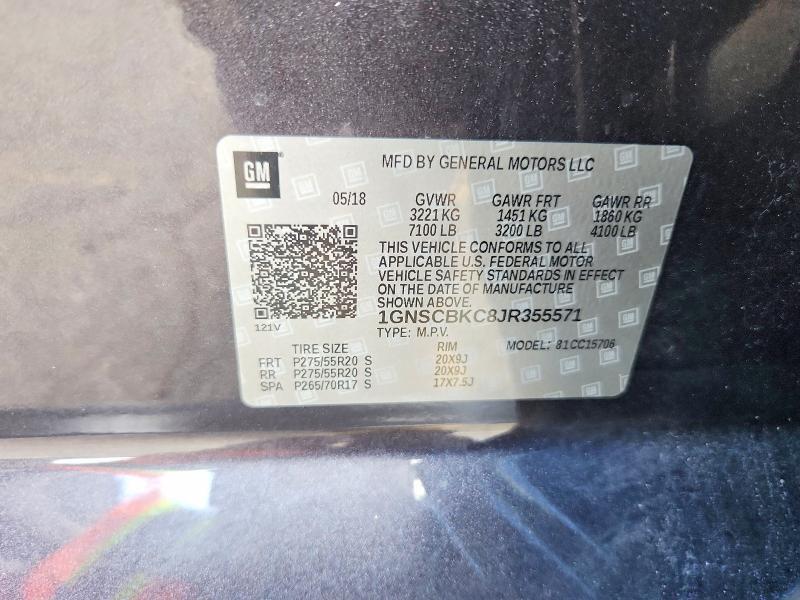 GM
MFD BY GENERAL MOTORS LLC
05/18 GVWR GAWR FRT GAWR RR
3221 KG 1451 KG 1860 KG
7100 LB 3200 LB 4100 LB
THIS VEHICLE CONFORMS TO ALL
APPLICABLE U.S. FEDERAL MOTOR
VEHICLE SAFETY STANDARDS IN EFFECT
ON THE DATE OF MANUFACTURE
SHOWN ABOVE.
1GNSCBKC8JR355571
121V
TYPE: M.P.V.
TIRE SIZE RIM MODEL: 81CC15706
FRT P275/55R20 S 20X9J
RR P275/55R20 S 20X9J
SPA P265/70R17 S 17X7.5J